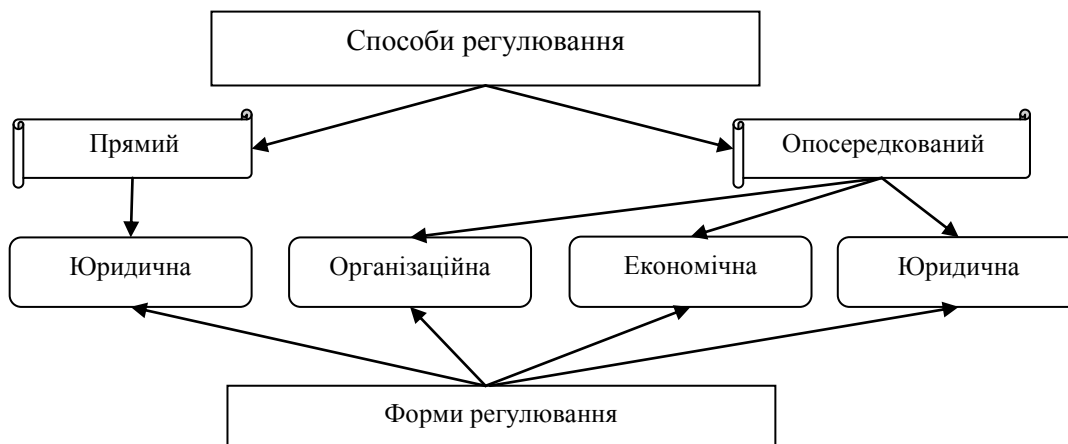 Способи регулювання
Прямий
Опосередкований
Юридична
Організаційна
Економічна
Юридична
Форми регулювання